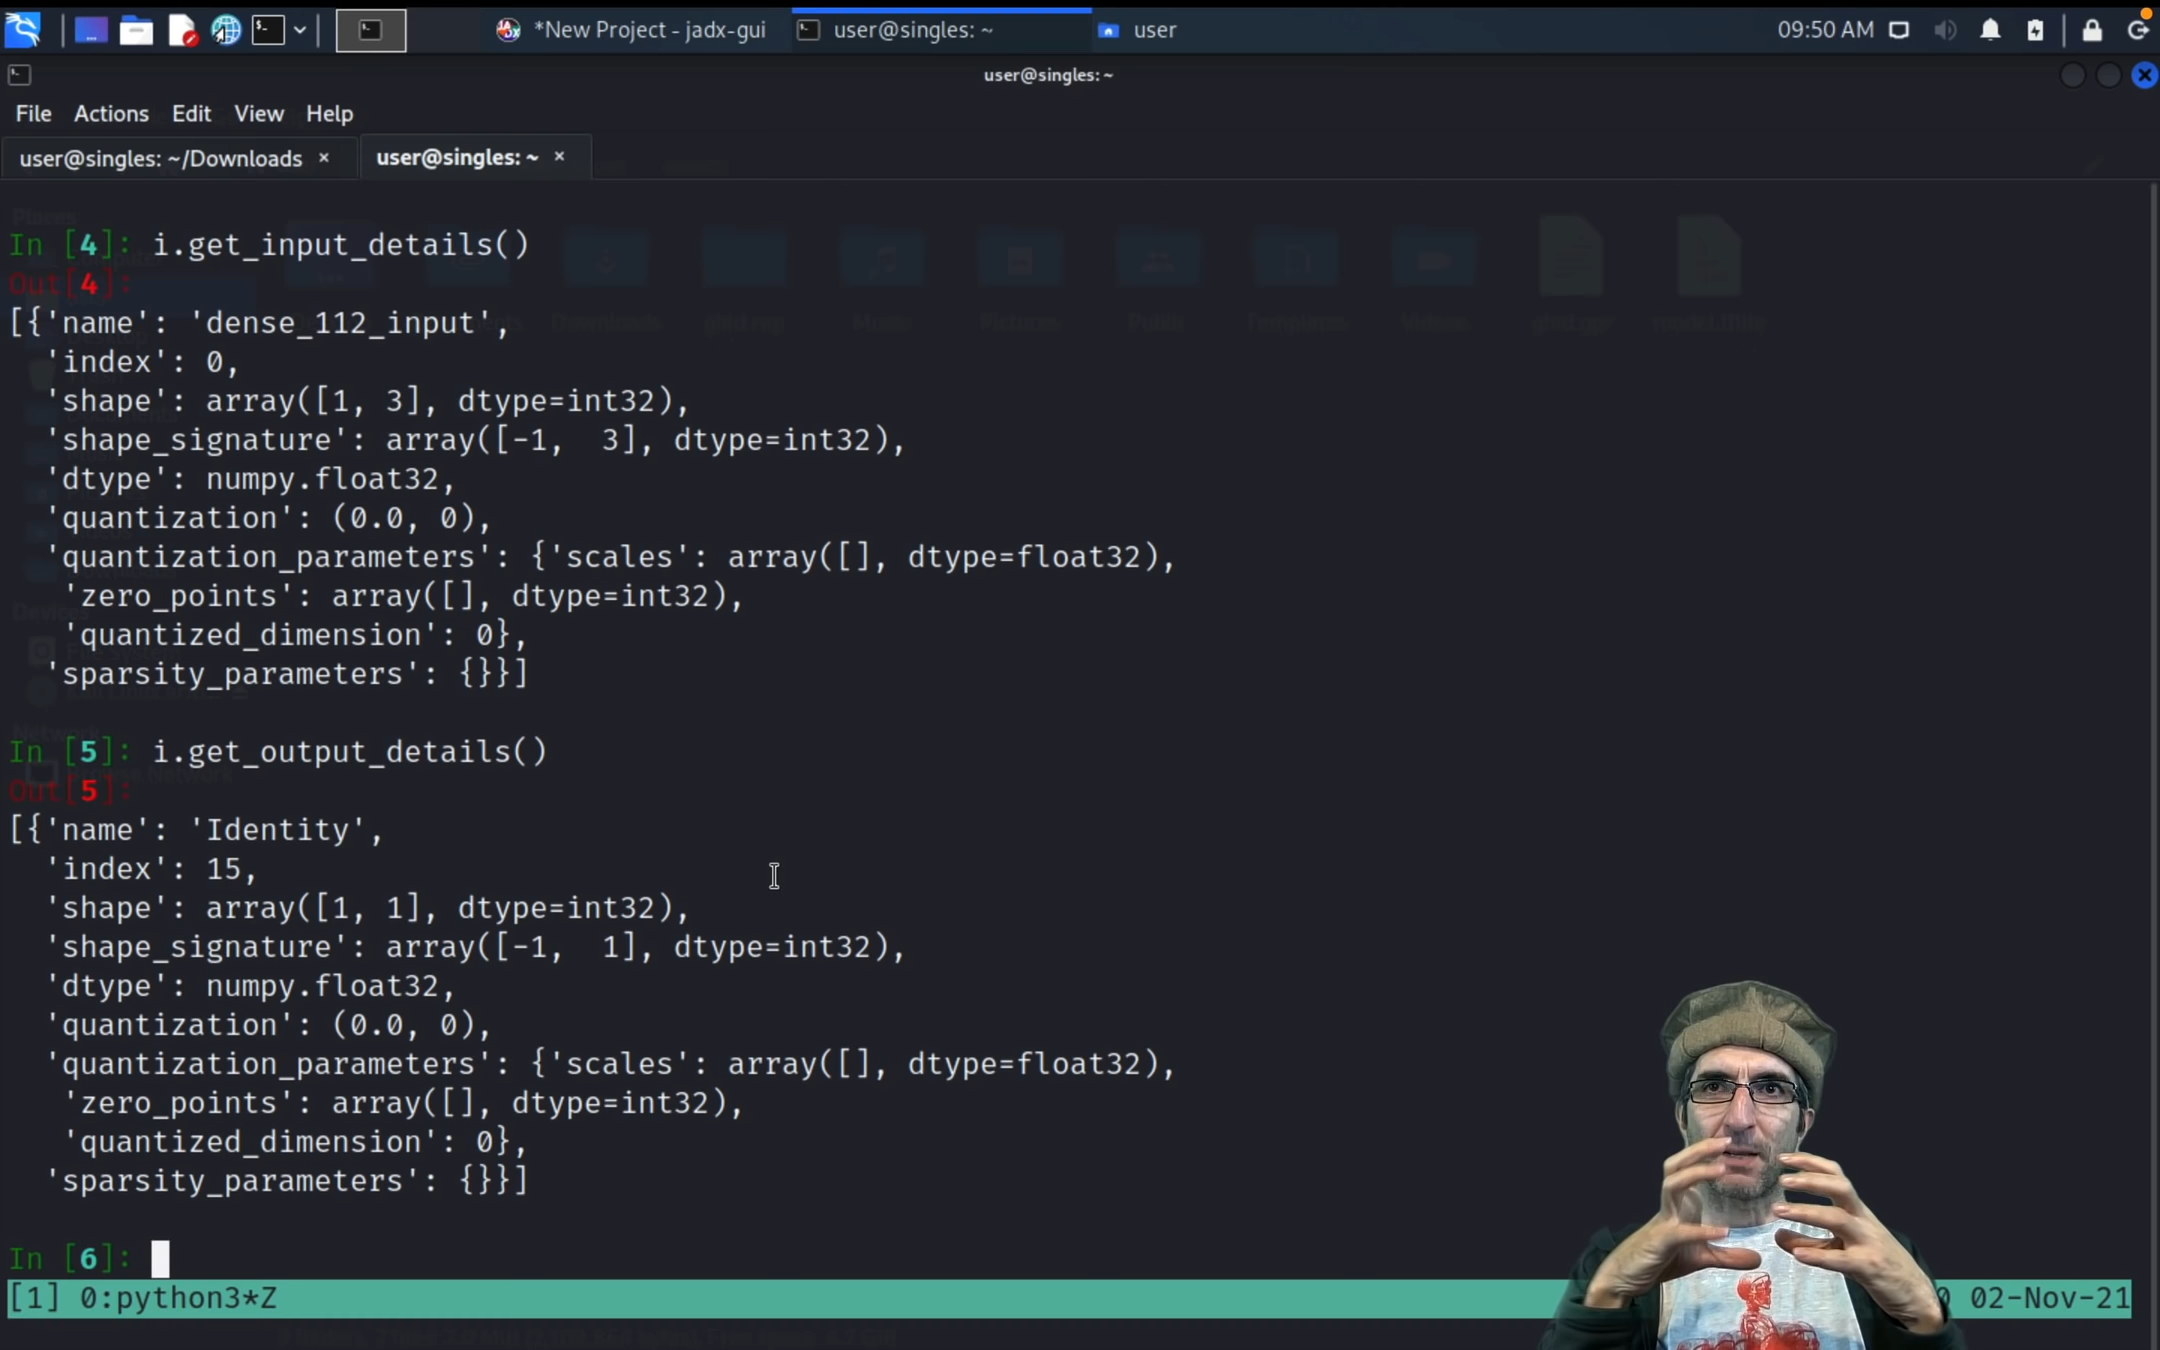 *New Project - jadx-gui
user@singles: ~
user
09:50 AM
user@singles: ~
File Actions Edit View Help
user@singles: ~/Downloads ×
user@singles: ~ ×
Places
In [4]: i.get_input_details()
Out[4]:
[{'name': 'dense_112_input',
'index': 0,
'shape': array([1, 3], dtype=int32),
'shape_signature': array([-1,  3], dtype=int32),
'dtype': numpy.float32,
'quantization': (0.0, 0),
'quantization_parameters': {'scales': array([], dtype=float32),
'zero_points': array([], dtype=int32),
'quantized_dimension': 0},
'sparsity_parameters': {}}]
In [5]: i.get_output_details()
Out[5]:
[{'name': 'Identity',
'index': 15,
'shape': array([1, 1], dtype=int32),
'shape_signature': array([-1,  1], dtype=int32),
'dtype': numpy.float32,
'quantization': (0.0, 0),
'quantization_parameters': {'scales': array([], dtype=float32),
'zero_points': array([], dtype=int32),
'quantized_dimension': 0},
'sparsity_parameters': {}}]
In [6]:
[1] 0:python3*Z
02-Nov-21